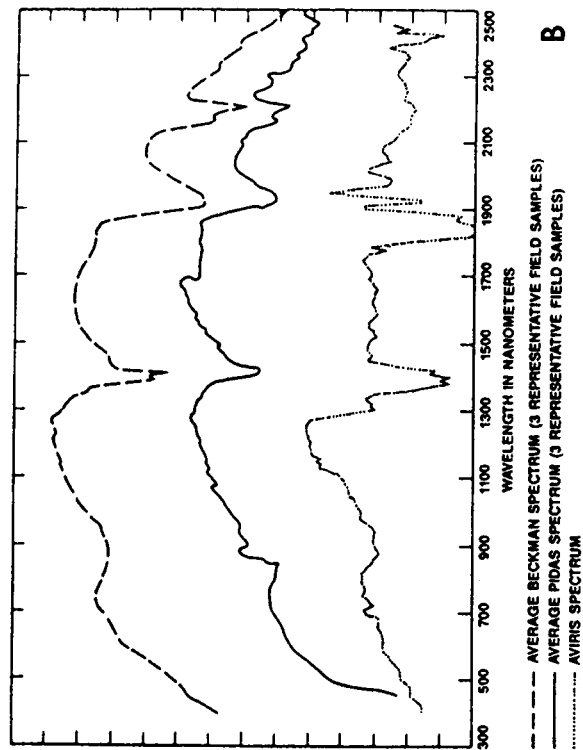 300 500 700 900 1100 1300 1500 1700 1900 2100 2300 2500
WAVELENGTH IN NANOMETERS
AVERAGE BECKMAN SPECTRUM (3 REPRESENTATIVE FIELD SAMPLES)
AVERAGE PIDAS SPECTRUM (3 REPRESENTATIVE FIELD SAMPLES)
AVIRIS SPECTRUM
B